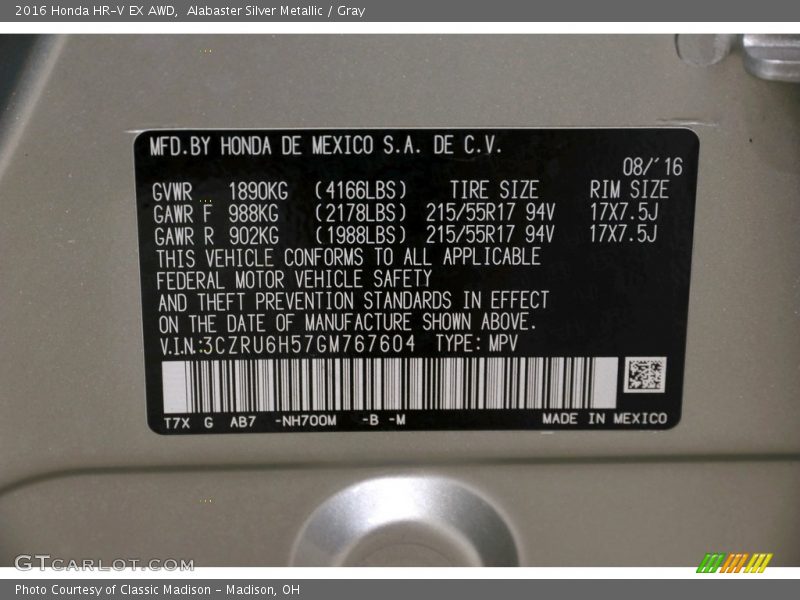 2016 Honda HR-V EX AWD,  Alabaster Silver Metallic / Gray
MFD.BY HONDA DE MEXICO S.A. DE C.V.
08/'16
GVWR 1890KG (4166LBS) TIRE SIZE RIM SIZE
GAWR F 988KG (2178LBS) 215/55R17 94V 17X7.5J
GAWR R 902KG (1988LBS) 215/55R17 94V 17X7.5J
THIS VEHICLE CONFORMS TO ALL APPLICABLE
FEDERAL MOTOR VEHICLE SAFETY
AND THEFT PREVENTION STANDARDS IN EFFECT
ON THE DATE OF MANUFACTURE SHOWN ABOVE.
V.I.N.:3CZRU6H57GM767604 TYPE: MPV
T7X G AB7 -NH700M -B -M MADE IN MEXICO
GTCARLOT.COM
Photo Courtesy of Classic Madison - Madison, OH